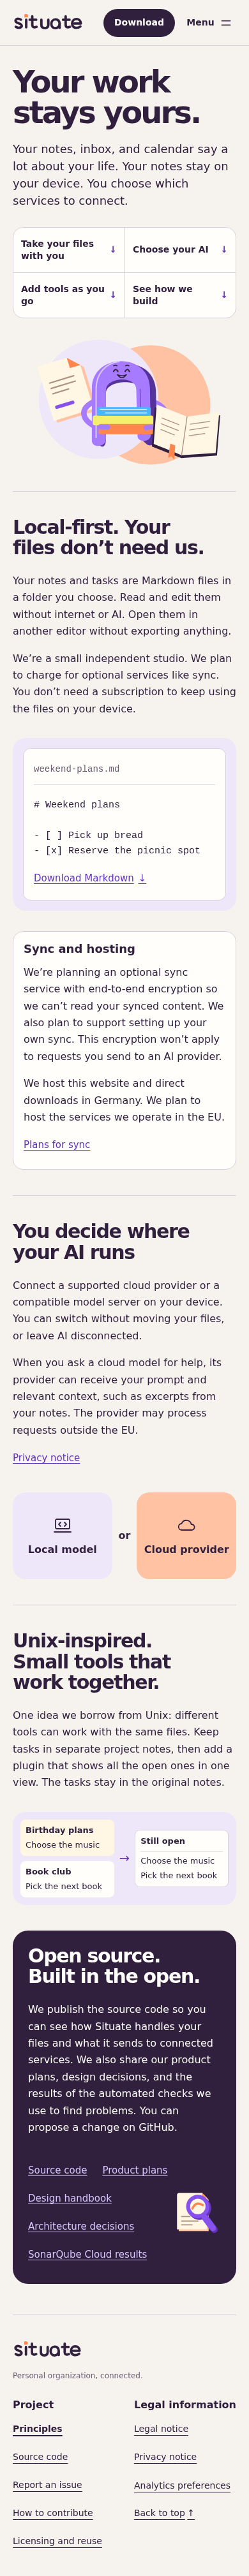 situate
Download
Menu
Your work
stays yours.
Your notes, inbox, and calendar say a
lot about your life. Your notes stay on
your device. You choose which
services to connect.
Take your files
with you ↓
Choose your AI ↓
Add tools as you
go ↓
See how we
build ↓
Local-first. Your
files don’t need us.
Your notes and tasks are Markdown files in
a folder you choose. Read and edit them
without internet or AI. Open them in
another editor without exporting anything.
We’re a small independent studio. We plan
to charge for optional services like sync.
You don’t need a subscription to keep using
the files on your device.
weekend-plans.md
# Weekend plans
- [ ] Pick up bread
- [x] Reserve the picnic spot
Download Markdown ↓
Sync and hosting
We’re planning an optional sync
service with end-to-end encryption so
we can’t read your synced content. We
also plan to support setting up your
own sync. This encryption won’t apply
to requests you send to an AI provider.
We host this website and direct
downloads in Germany. We plan to
host the services we operate in the EU.
Plans for sync
You decide where
your AI runs
Connect a supported cloud provider or a
compatible model server on your device.
You can switch without moving your files,
or leave AI disconnected.
When you ask a cloud model for help, its
provider can receive your prompt and
relevant context, such as excerpts from
your notes. The provider may process
requests outside the EU.
Privacy notice
Local model
or
Cloud provider
Unix-inspired.
Small tools that
work together.
One idea we borrow from Unix: different
tools can work with the same files. Keep
tasks in separate project notes, then add a
plugin that shows all the open ones in one
view. The tasks stay in the original notes.
Birthday plans
Choose the music
Book club
Pick the next book
→
Still open
Choose the music
Pick the next book
Open source.
Built in the open.
We publish the source code so you
can see how Situate handles your
files and what it sends to connected
services. We also share our product
plans, design decisions, and the
results of the automated checks we
use to find problems. You can
propose a change on GitHub.
Source code
Product plans
Design handbook
Architecture decisions
SonarQube Cloud results
situate
Personal organization, connected.
Project
Principles
Source code
Report an issue
How to contribute
Licensing and reuse
Legal information
Legal notice
Privacy notice
Analytics preferences
Back to top ↑